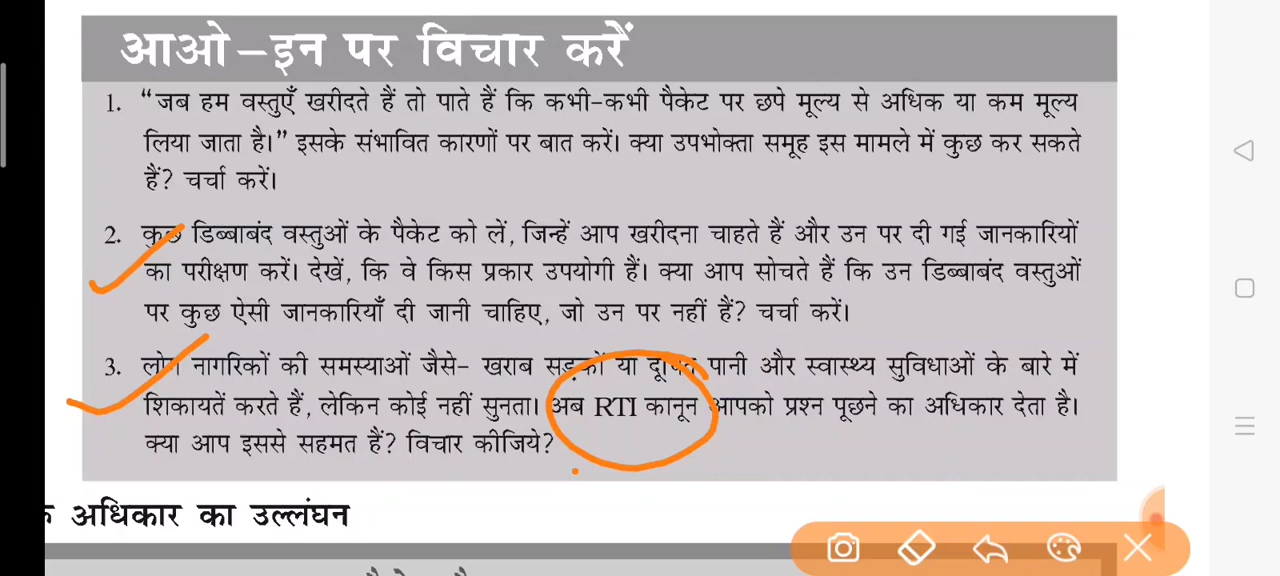 आओ–इन पर विचार करें
1. “जब हम वस्तुएँ खरीदते हैं तो पाते हैं कि कभी-कभी पैकेट पर छपे मूल्य से अधिक या कम मूल्य
लिया जाता है।” इसके संभावित कारणों पर बात करें। क्या उपभोक्ता समूह इस मामले में कुछ कर सकते
हैं? चर्चा करें।
2. कुछ डिब्बाबंद वस्तुओं के पैकेट को लें, जिन्हें आप खरीदना चाहते हैं और उन पर दी गई जानकारियों
का परीक्षण करें। देखें, कि वे किस प्रकार उपयोगी हैं। क्या आप सोचते हैं कि उन डिब्बाबंद वस्तुओं
पर कुछ ऐसी जानकारियाँ दी जानी चाहिए, जो उन पर नहीं हैं? चर्चा करें।
3. लोग नागरिकों की समस्याओं जैसे- खराब सड़कों या दूषित पानी और स्वास्थ्य सुविधाओं के बारे में
शिकायतें करते हैं, लेकिन कोई नहीं सुनता। अब RTI कानून आपको प्रश्न पूछने का अधिकार देता है।
क्या आप इससे सहमत हैं? विचार कीजिये?
अधिकार का उल्लंघन